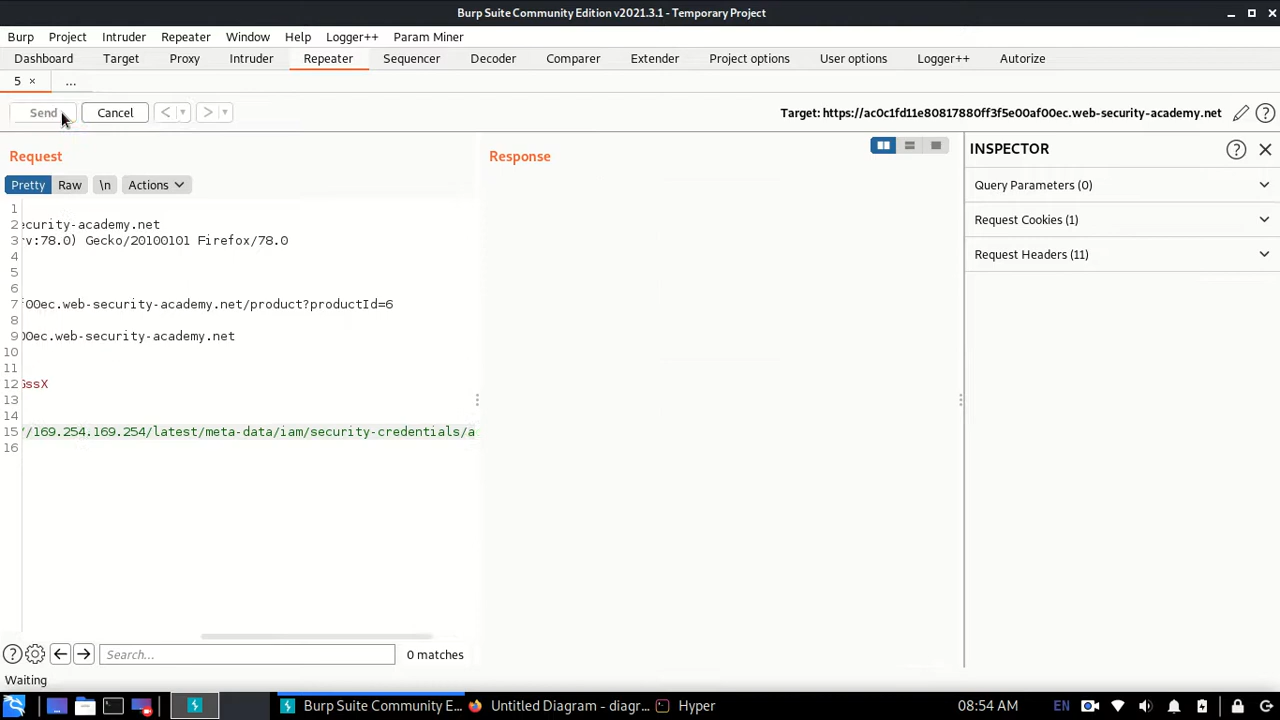 Burp Suite Community Edition v2021.3.1 - Temporary Project
Burp Project Intruder Repeater Window Help Logger++ Param Miner
Dashboard Target Proxy Intruder Repeater Sequencer Decoder Comparer Extender Project options User options Logger++ Autorize
5 × ...
Send Cancel < > Target: https://ac0c1fd11e80817880ff3f5e00af00ec.web-security-academy.net
Request Response INSPECTOR
Pretty Raw \n Actions
Query Parameters (0)
Request Cookies (1)
Request Headers (11)
1
2 ecurity-academy.net
3 rv:78.0) Gecko/20100101 Firefox/78.0
4
5
6
7 f00ec.web-security-academy.net/product?productId=6
8
9 00ec.web-security-academy.net
10
11
12 GssX
13
14
15 //169.254.169.254/latest/meta-data/iam/security-credentials/a
16
Search... 0 matches
Waiting
Burp Suite Community E... Untitled Diagram - diagr... Hyper 08:54 AM EN